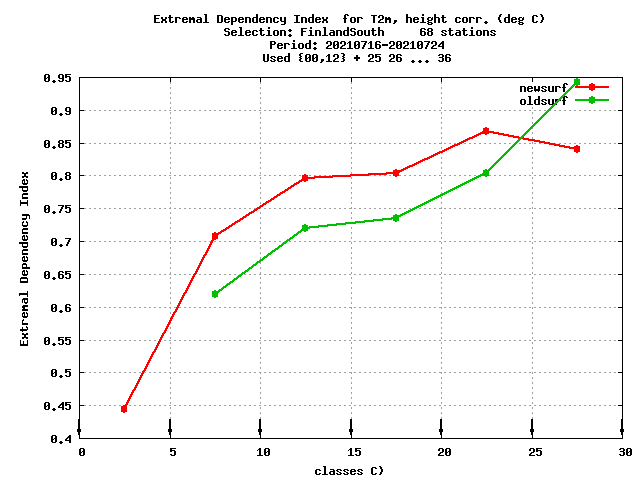 Extremal Dependency Index  for T2m, height corr. (deg C)
Selection: FinlandSouth     68 stations
Period: 20210716-20210724
Used {00,12} + 25 26 ... 36
newsurf
oldsurf
Extremal Dependency Index
0.95
0.9
0.85
0.8
0.75
0.7
0.65
0.6
0.55
0.5
0.45
0.4
0 5 10 15 20 25 30
classes C)